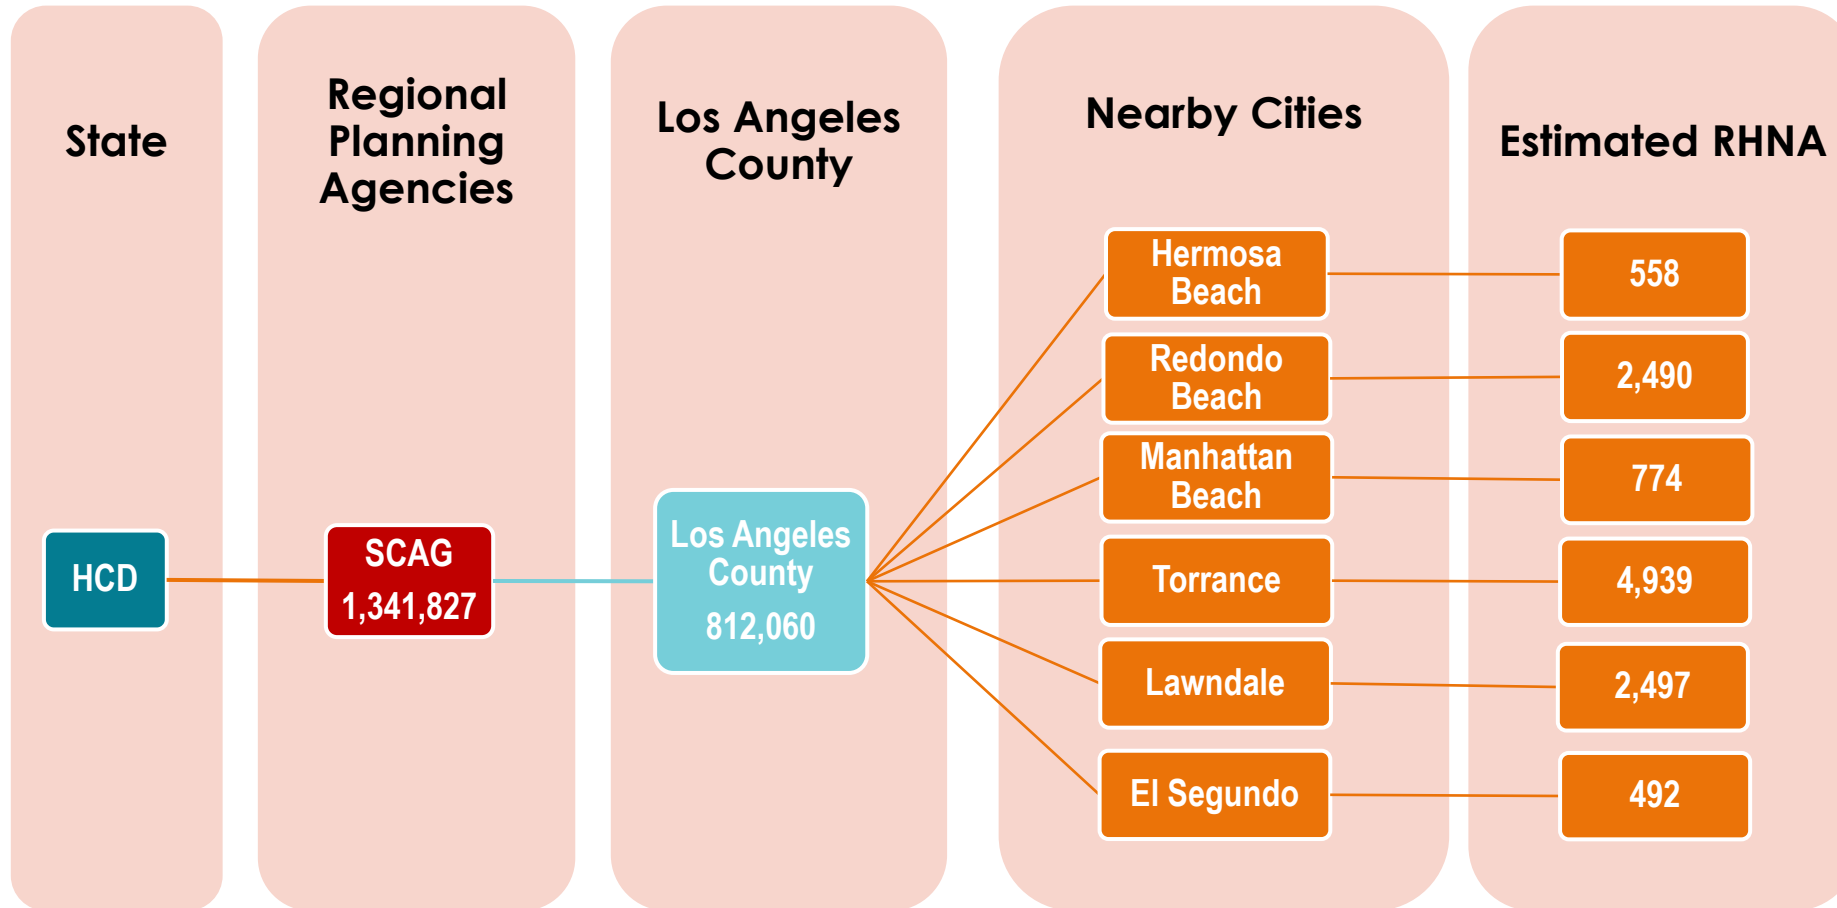 State
Regional
Planning
Agencies
Los Angeles
County
Nearby Cities
Estimated RHNA
HCD
SCAG
1,341,827
Los Angeles
County
812,060
Hermosa
Beach
558
Redondo
Beach
2,490
Manhattan
Beach
774
Torrance
4,939
Lawndale
2,497
El Segundo
492